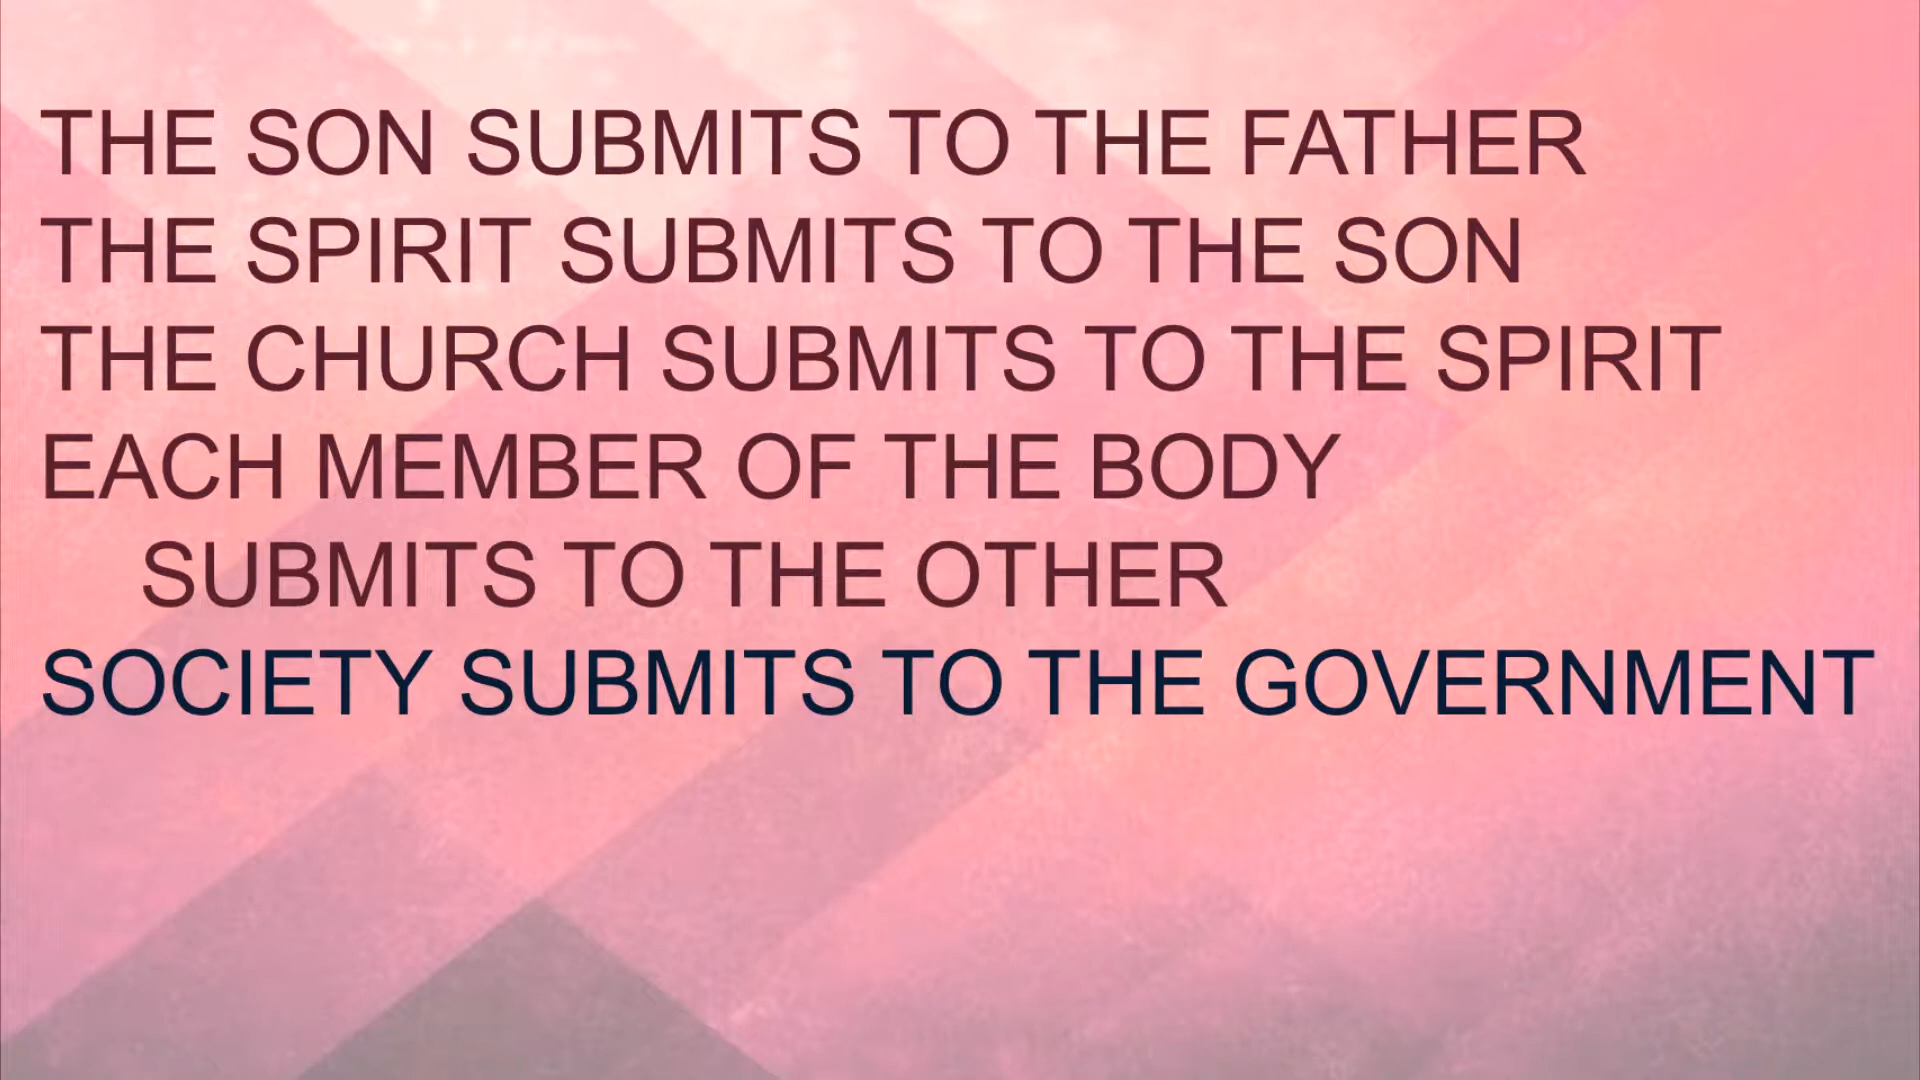 THE SON SUBMITS TO THE FATHER
THE SPIRIT SUBMITS TO THE SON
THE CHURCH SUBMITS TO THE SPIRIT
EACH MEMBER OF THE BODY
SUBMITS TO THE OTHER
SOCIETY SUBMITS TO THE GOVERNMENT